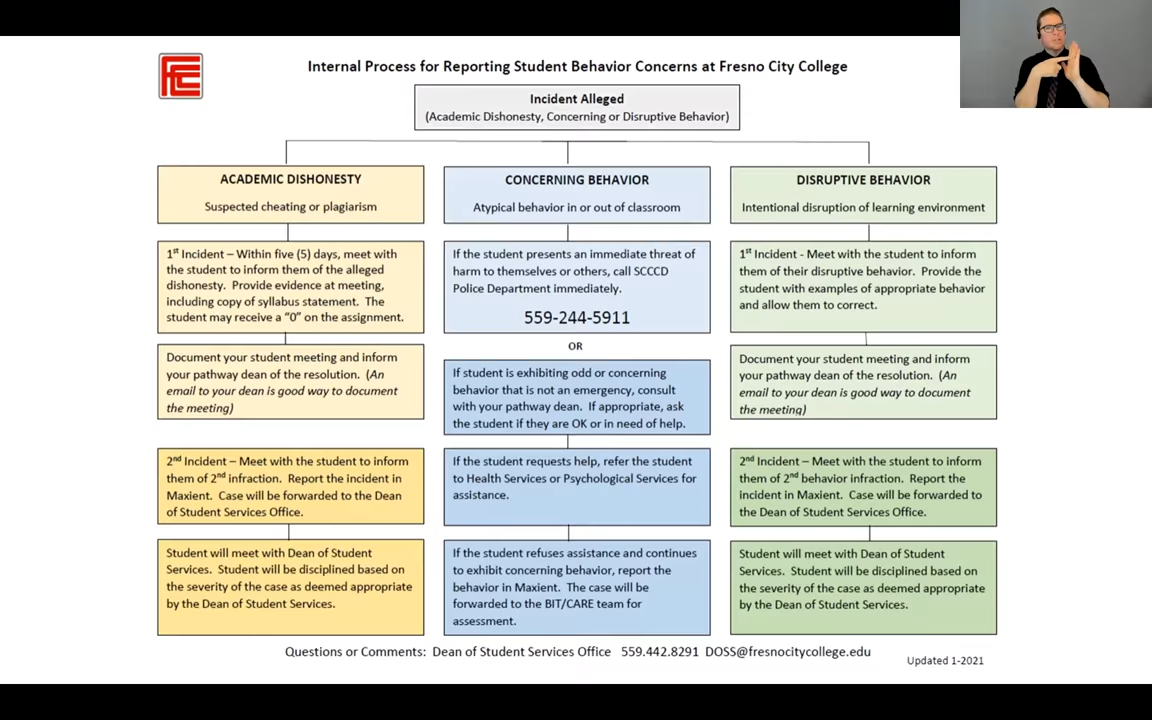 FCC
Internal Process for Reporting Student Behavior Concerns at Fresno City College
Incident Alleged
(Academic Dishonesty, Concerning or Disruptive Behavior)
ACADEMIC DISHONESTY
Suspected cheating or plagiarism
1st Incident – Within five (5) days, meet with
the student to inform them of the alleged
dishonesty. Provide evidence at meeting,
including copy of syllabus statement. The
student may receive a "0" on the assignment.
Document your student meeting and inform
your pathway dean of the resolution. (An
email to your dean is good way to document
the meeting)
2nd Incident – Meet with the student to inform
them of 2nd infraction. Report the incident in
Maxient. Case will be forwarded to the Dean
of Student Services Office.
Student will meet with Dean of Student
Services. Student will be disciplined based on
the severity of the case as deemed appropriate
by the Dean of Student Services.
CONCERNING BEHAVIOR
Atypical behavior in or out of classroom
If the student presents an immediate threat of
harm to themselves or others, call SCCCD
Police Department immediately.
559-244-5911
OR
If student is exhibiting odd or concerning
behavior that is not an emergency, consult
with your pathway dean. If appropriate, ask
the student if they are OK or in need of help.
If the student requests help, refer the student
to Health Services or Psychological Services for
assistance.
If the student refuses assistance and continues
to exhibit concerning behavior, report the
behavior in Maxient. The case will be
forwarded to the BIT/CARE team for
assessment.
DISRUPTIVE BEHAVIOR
Intentional disruption of learning environment
1st Incident - Meet with the student to inform
them of their disruptive behavior. Provide the
student with examples of appropriate behavior
and allow them to correct.
Document your student meeting and inform
your pathway dean of the resolution. (An
email to your dean is good way to document
the meeting)
2nd Incident – Meet with the student to inform
them of 2nd behavior infraction. Report the
incident in Maxient. Case will be forwarded to
the Dean of Student Services Office.
Student will meet with Dean of Student
Services. Student will be disciplined based on
the severity of the case as deemed appropriate
by the Dean of Student Services.
Questions or Comments: Dean of Student Services Office 559.442.8291 DOSS@fresnocitycollege.edu
Updated 1-2021